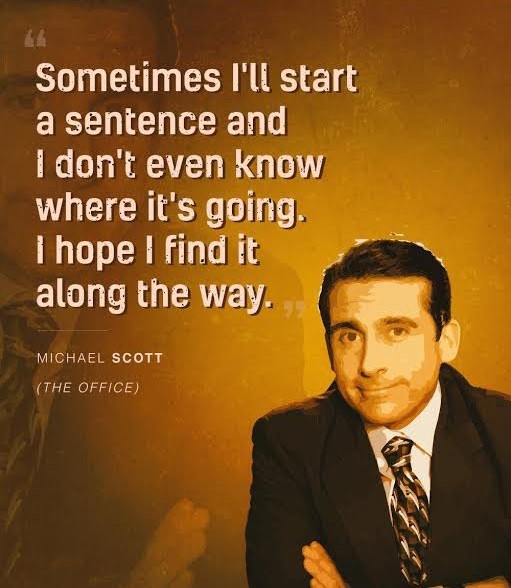 “
Sometimes I'll start
a sentence and
I don't even know
where it's going.
I hope I find it
along the way. ”
MICHAEL SCOTT
(THE OFFICE)